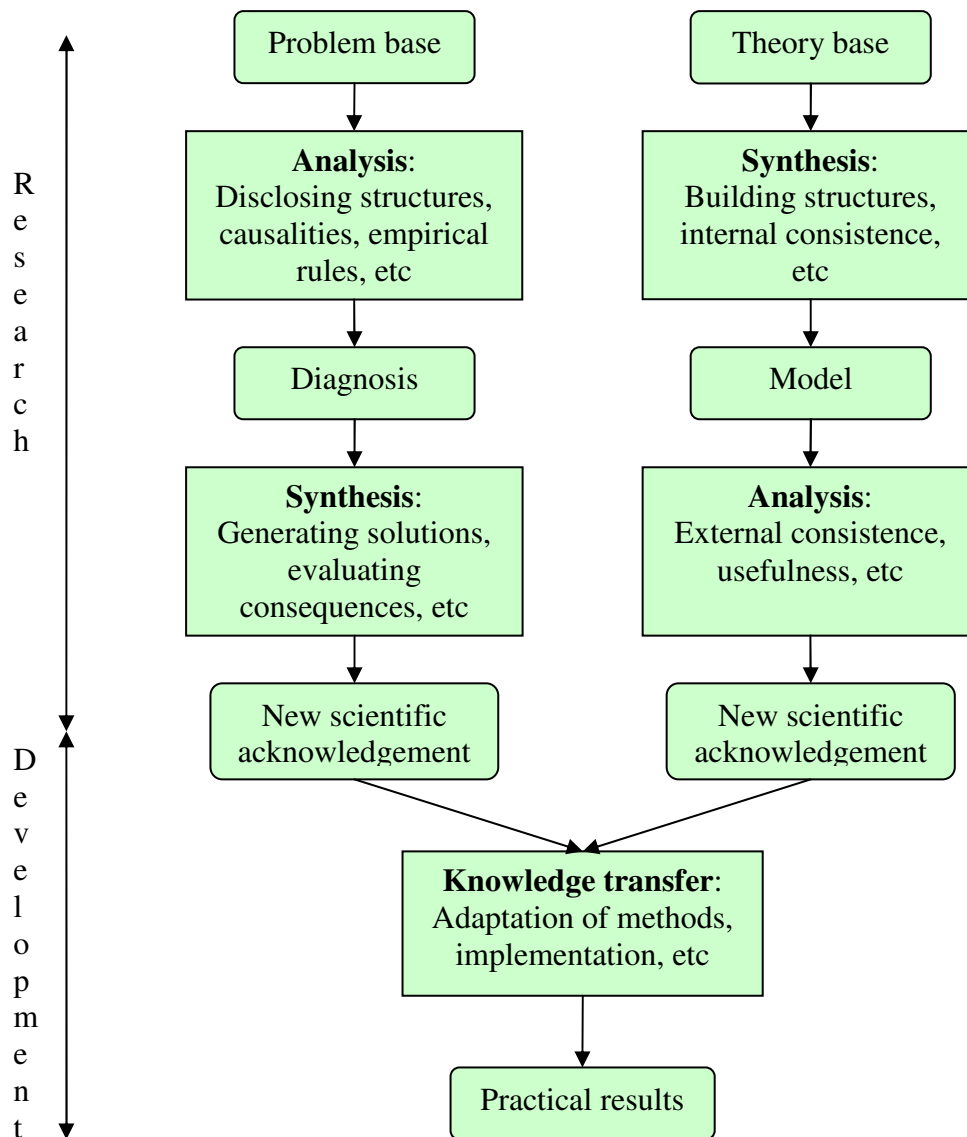 Problem base
Theory base
Analysis:
Disclosing structures,
causalities, empirical
rules, etc
Synthesis:
Building structures,
internal consistence,
etc
Diagnosis
Model
Synthesis:
Generating solutions,
evaluating
consequences, etc
Analysis:
External consistence,
usefulness, etc
New scientific
acknowledgement
New scientific
acknowledgement
Knowledge transfer:
Adaptation of methods,
implementation, etc
Practical results
Research
Development